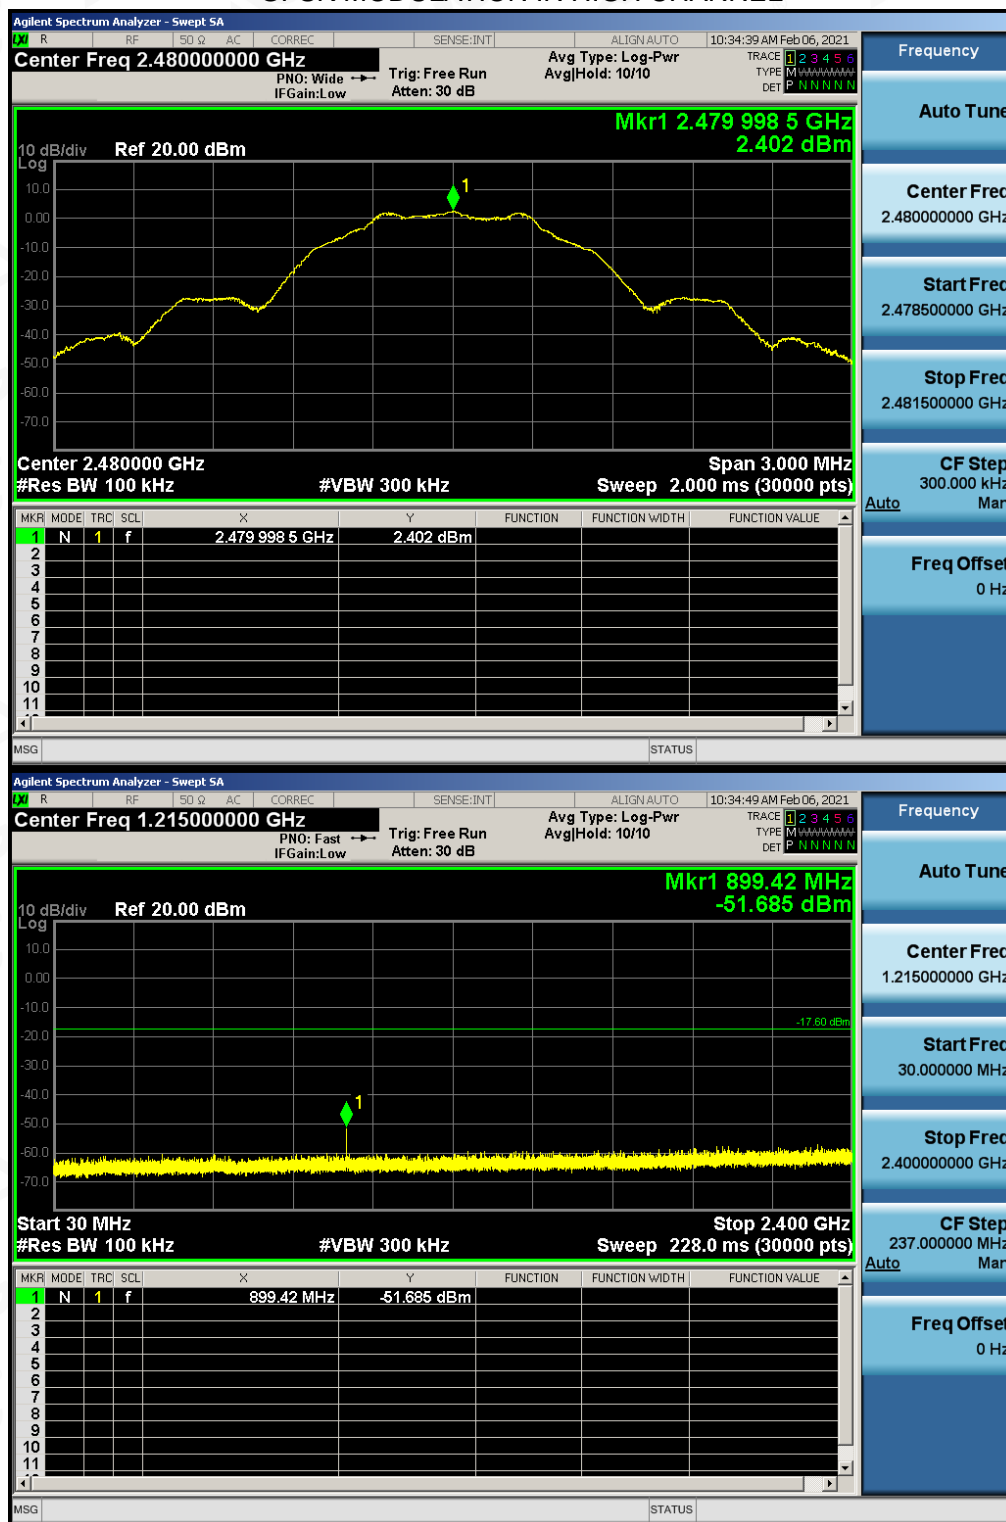 Agilent Spectrum Analyzer - Swept SA
LXI R RF 50 Ω AC CORREC SENSE:INT ALIGN AUTO 10:34:39 AM Feb 06, 2021
Center Freq 2.480000000 GHz
PNO: Wide
IFGain:Low
Trig: Free Run
Atten: 30 dB
Avg Type: Log-Pwr
Avg|Hold: 10/10
TRACE 1 2 3 4 5 6
TYPE M W W W W W
DET P N N N N N
Mkr1 2.479 998 5 GHz
2.402 dBm
10 dB/div Ref 20.00 dBm
Log
10.0
0.00
-10.0
-20.0
-30.0
-40.0
-50.0
-60.0
-70.0
1
Center 2.480000 GHz Span 3.000 MHz
#Res BW 100 kHz #VBW 300 kHz Sweep 2.000 ms (30000 pts)
MKR MODE TRC SCL X Y FUNCTION FUNCTION WIDTH FUNCTION VALUE
1 N 1 f 2.479 998 5 GHz 2.402 dBm
2
3
4
5
6
7
8
9
10
11
MSG STATUS
Frequency
Auto Tune
Center Freq
2.480000000 GHz
Start Freq
2.478500000 GHz
Stop Freq
2.481500000 GHz
CF Step
300.000 kHz
Auto Man
Freq Offset
0 Hz
Agilent Spectrum Analyzer - Swept SA
LXI R RF 50 Ω AC CORREC SENSE:INT ALIGN AUTO 10:34:49 AM Feb 06, 2021
Center Freq 1.215000000 GHz
PNO: Fast
IFGain:Low
Trig: Free Run
Atten: 30 dB
Avg Type: Log-Pwr
Avg|Hold: 10/10
TRACE 1 2 3 4 5 6
TYPE M W W W W W
DET P N N N N N
Mkr1 899.42 MHz
-51.685 dBm
10 dB/div Ref 20.00 dBm
Log
10.0
0.00
-10.0
-20.0
-30.0
-40.0
-50.0
-60.0
-70.0
-17.60 dBm
1
Start 30 MHz Stop 2.400 GHz
#Res BW 100 kHz #VBW 300 kHz Sweep 228.0 ms (30000 pts)
MKR MODE TRC SCL X Y FUNCTION FUNCTION WIDTH FUNCTION VALUE
1 N 1 f 899.42 MHz -51.685 dBm
2
3
4
5
6
7
8
9
10
11
MSG STATUS
Frequency
Auto Tune
Center Freq
1.215000000 GHz
Start Freq
30.000000 MHz
Stop Freq
2.400000000 GHz
CF Step
237.000000 MHz
Auto Man
Freq Offset
0 Hz